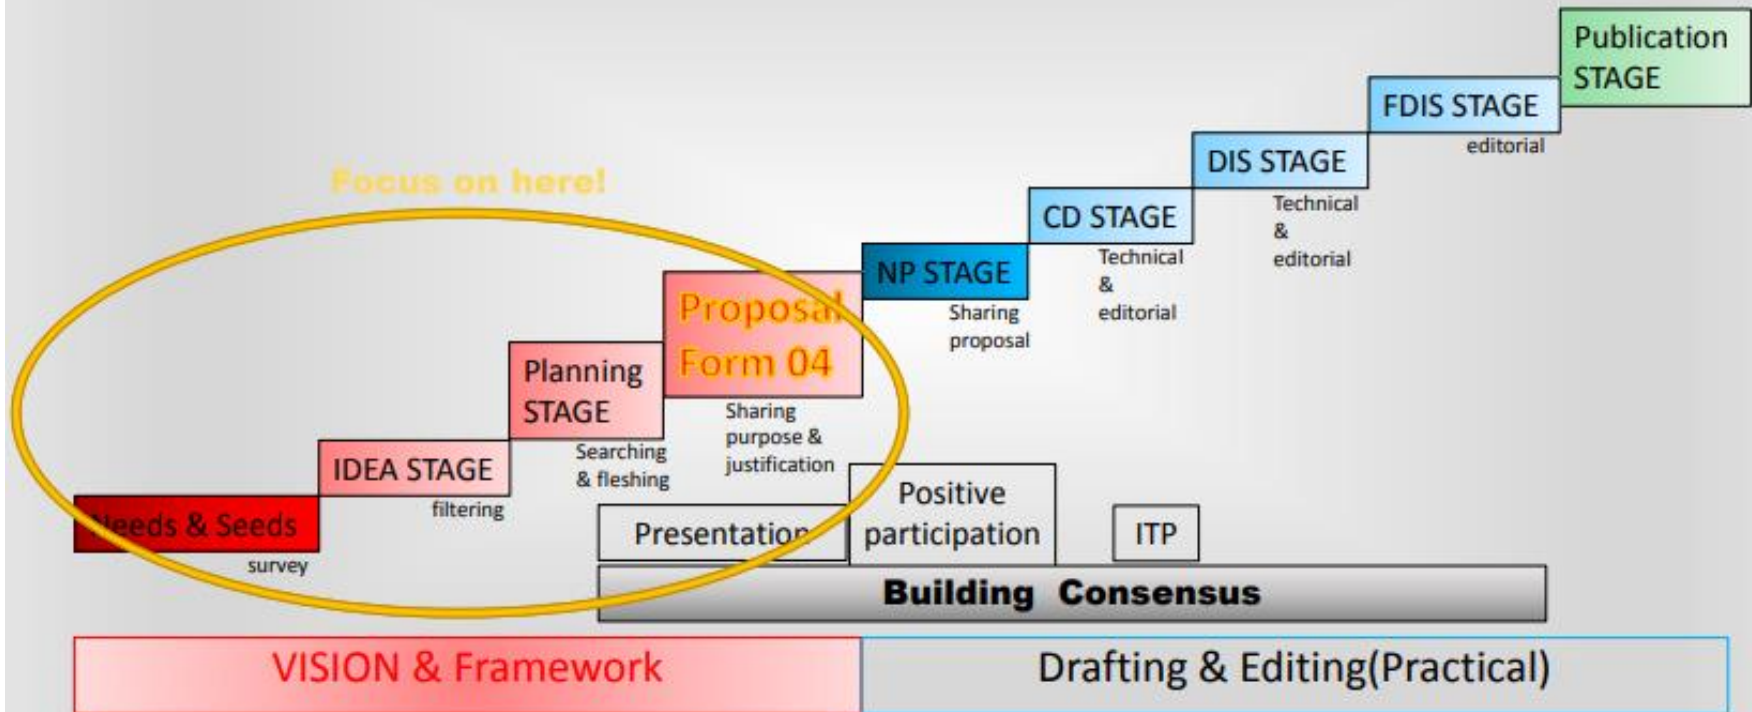 Publication
STAGE
FDIS STAGE
editorial
DIS STAGE
Technical
&
editorial
CD STAGE
Technical
&
editorial
NP STAGE
Sharing
proposal
Focus on here!
Proposal
Form 04
Sharing
purpose &
justification
Planning
STAGE
Searching
& fleshing
IDEA STAGE
filtering
Needs & Seeds
survey
Presentation
Positive
participation
ITP
Building Consensus
VISION & Framework
Drafting & Editing(Practical)